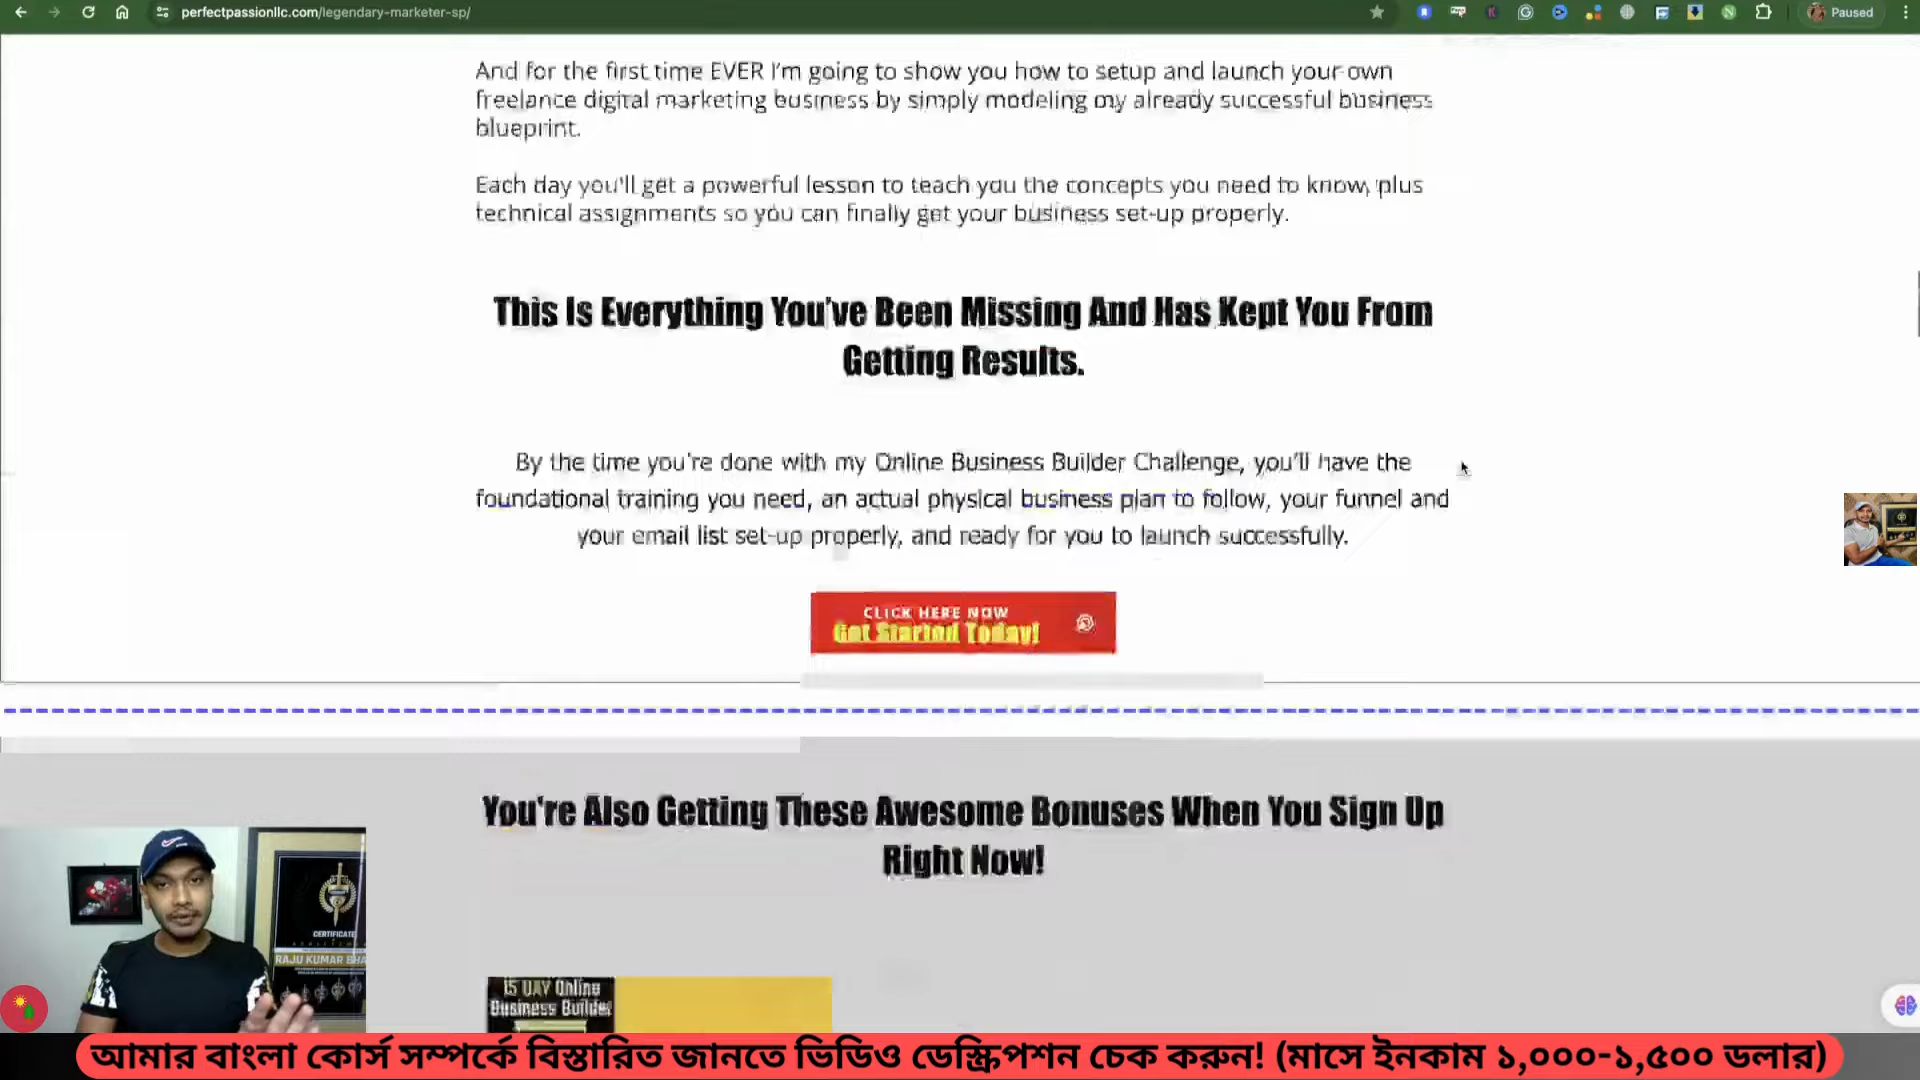 perfectpassionllc.com/legendary-marketer-sp/
Paused
And for the first time EVER I'm going to show you how to setup and launch your own
freelance digital marketing business by simply modeling my already successful business
blueprint.
Each day you'll get a powerful lesson to teach you the concepts you need to know, plus
technical assignments so you can finally get your business set-up properly.
This Is Everything You've Been Missing And Has Kept You From
Getting Results.
By the time you're done with my Online Business Builder Challenge, you'll have the
foundational training you need, an actual physical business plan to follow, your funnel and
your email list set-up properly, and ready for you to launch successfully.
CLICK HERE NOW
Get Started Today!
You're Also Getting These Awesome Bonuses When You Sign Up
Right Now!
15 DAY Online
Business Builder
CERTIFICATE
RAJU KUMAR BHA
আমার বাংলা কোর্স সম্পর্কে বিস্তারিত জানতে ভিডিও ডেস্ক্রিপশন চেক করুন! (মাসে ইনকাম ১,০০০-১,৫০০ ডলার)